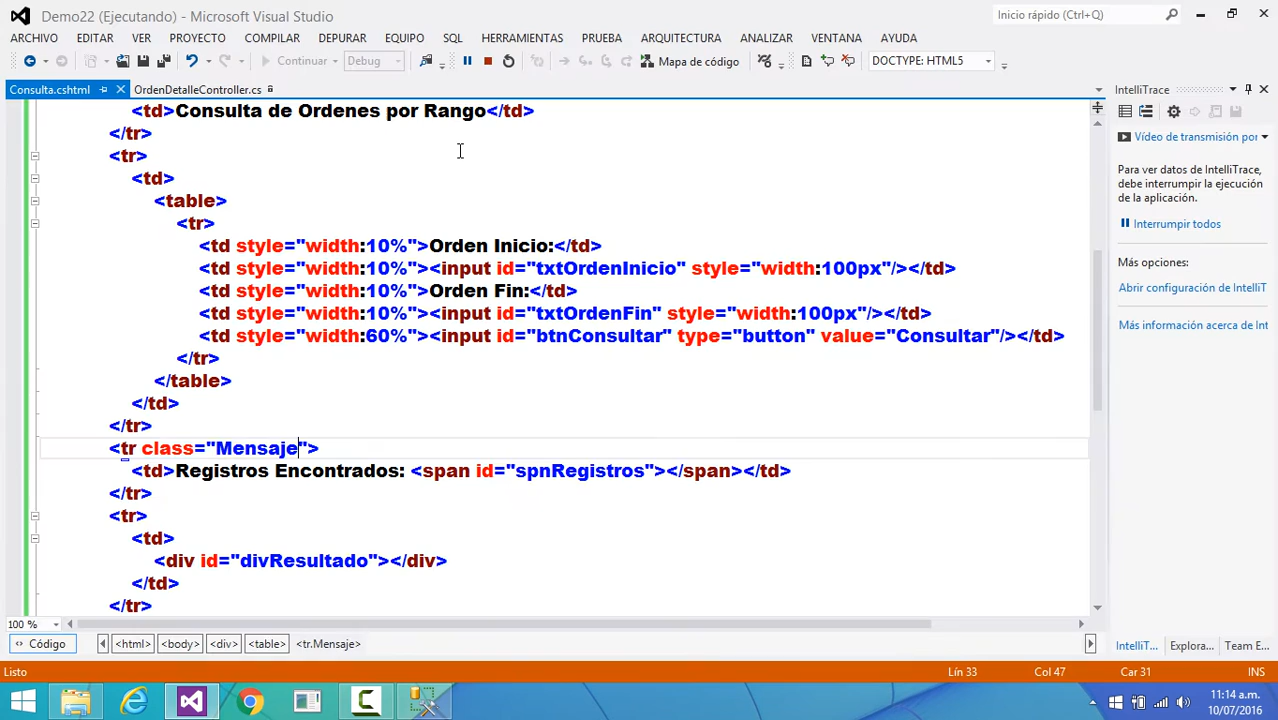 Demo22 (Ejecutando) - Microsoft Visual Studio
Inicio rápido (Ctrl+Q)
ARCHIVO EDITAR VER PROYECTO COMPILAR DEPURAR EQUIPO SQL HERRAMIENTAS PRUEBA ARQUITECTURA ANALIZAR VENTANA AYUDA
Continuar Debug Mapa de código DOCTYPE: HTML5
Consulta.cshtml OrdenDetalleController.cs
IntelliTrace
<td>Consulta de Ordenes por Rango</td>
</tr>
<tr>
<td>
<table>
<tr>
<td style="width:10%">Orden Inicio:</td>
<td style="width:10%"><input id="txtOrdenInicio" style="width:100px"/></td>
<td style="width:10%">Orden Fin:</td>
<td style="width:10%"><input id="txtOrdenFin" style="width:100px"/></td>
<td style="width:60%"><input id="btnConsultar" type="button" value="Consultar"/></td>
</tr>
</table>
</td>
</tr>
<tr class="Mensaje">
<td>Registros Encontrados: <span id="spnRegistros"></span></td>
</tr>
<tr>
<td>
<div id="divResultado"></div>
</td>
</tr>
Vídeo de transmisión por
Para ver datos de IntelliTrace,
debe interrumpir la ejecución
de la aplicación.
Interrumpir todos
Más opciones:
Abrir configuración de IntelliT
Más información acerca de Int
100 %
Código <html> <body> <div> <table> <tr.Mensaje>
IntelliT... Explora... Team E...
Listo Lín 33 Col 47 Car 31 INS
11:14 a.m.
10/07/2016